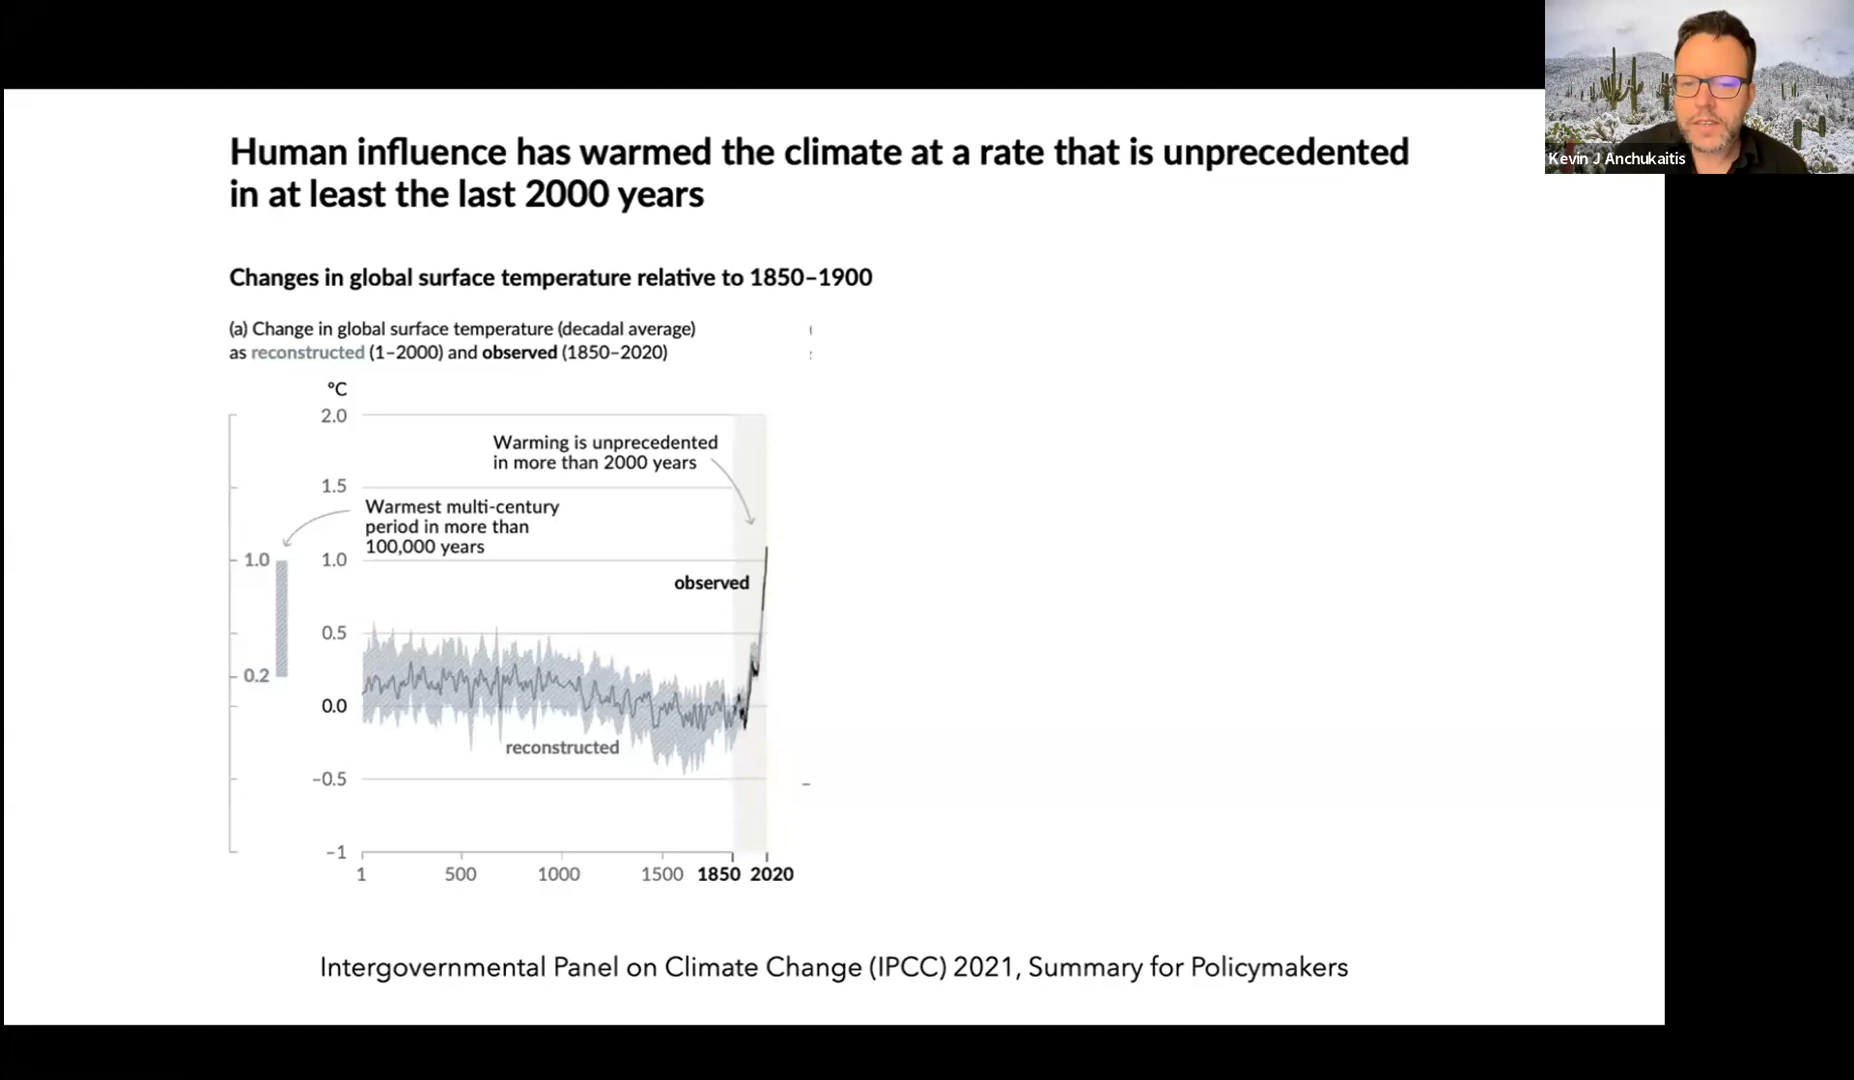 Kevin J Anchukaitis
Human influence has warmed the climate at a rate that is unprecedented
in at least the last 2000 years
Changes in global surface temperature relative to 1850–1900
(a) Change in global surface temperature (decadal average)
as reconstructed (1–2000) and observed (1850–2020)
°C
2.0
Warming is unprecedented
in more than 2000 years
1.5
Warmest multi-century
period in more than
100,000 years
1.0
1.0
observed
0.5
0.2
0.0
reconstructed
−0.5
−1
1 500 1000 1500 1850 2020
Intergovernmental Panel on Climate Change (IPCC) 2021, Summary for Policymakers